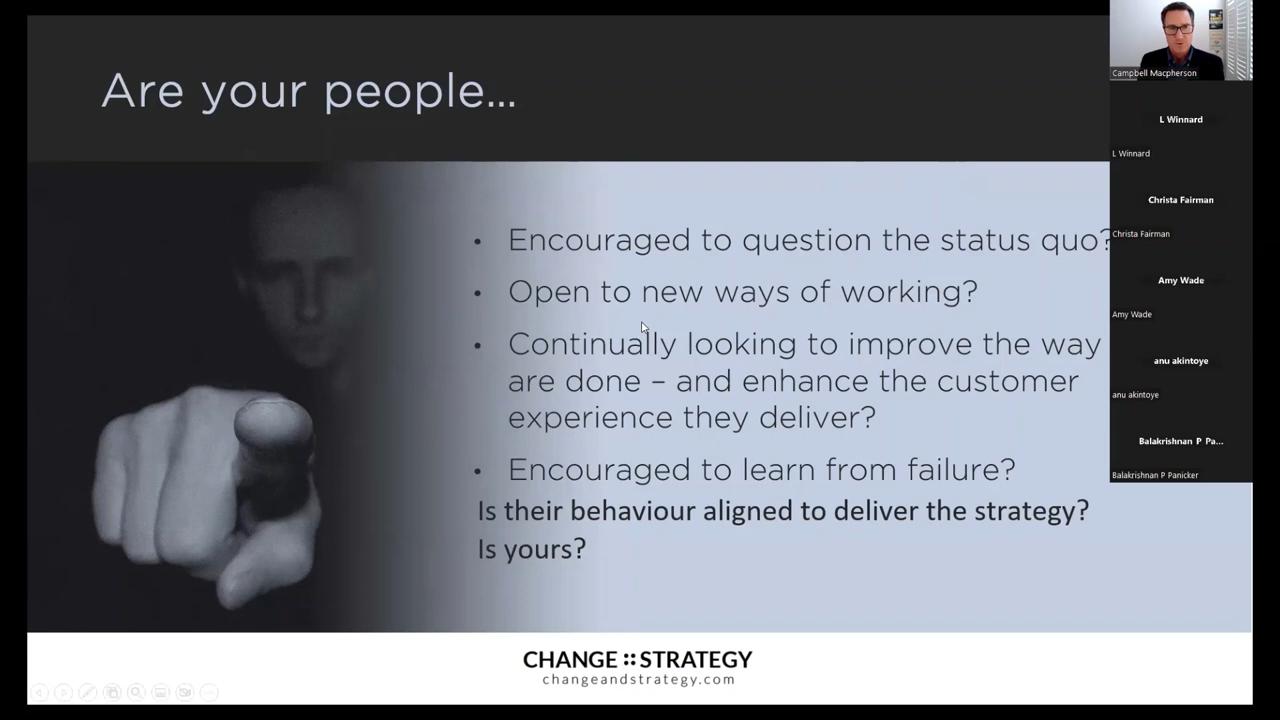 Are your people...
• Encouraged to question the status quo?
• Open to new ways of working?
• Continually looking to improve the way
are done – and enhance the customer
experience they deliver?
• Encouraged to learn from failure?
Is their behaviour aligned to deliver the strategy?
Is yours?
CHANGE :: STRATEGY
changeandstrategy.com
Campbell Macpherson
L Winnard
L Winnard
Christa Fairman
Christa Fairman
Amy Wade
Amy Wade
anu akintoye
anu akintoye
Balakrishnan P Pa...
Balakrishnan P Panicker